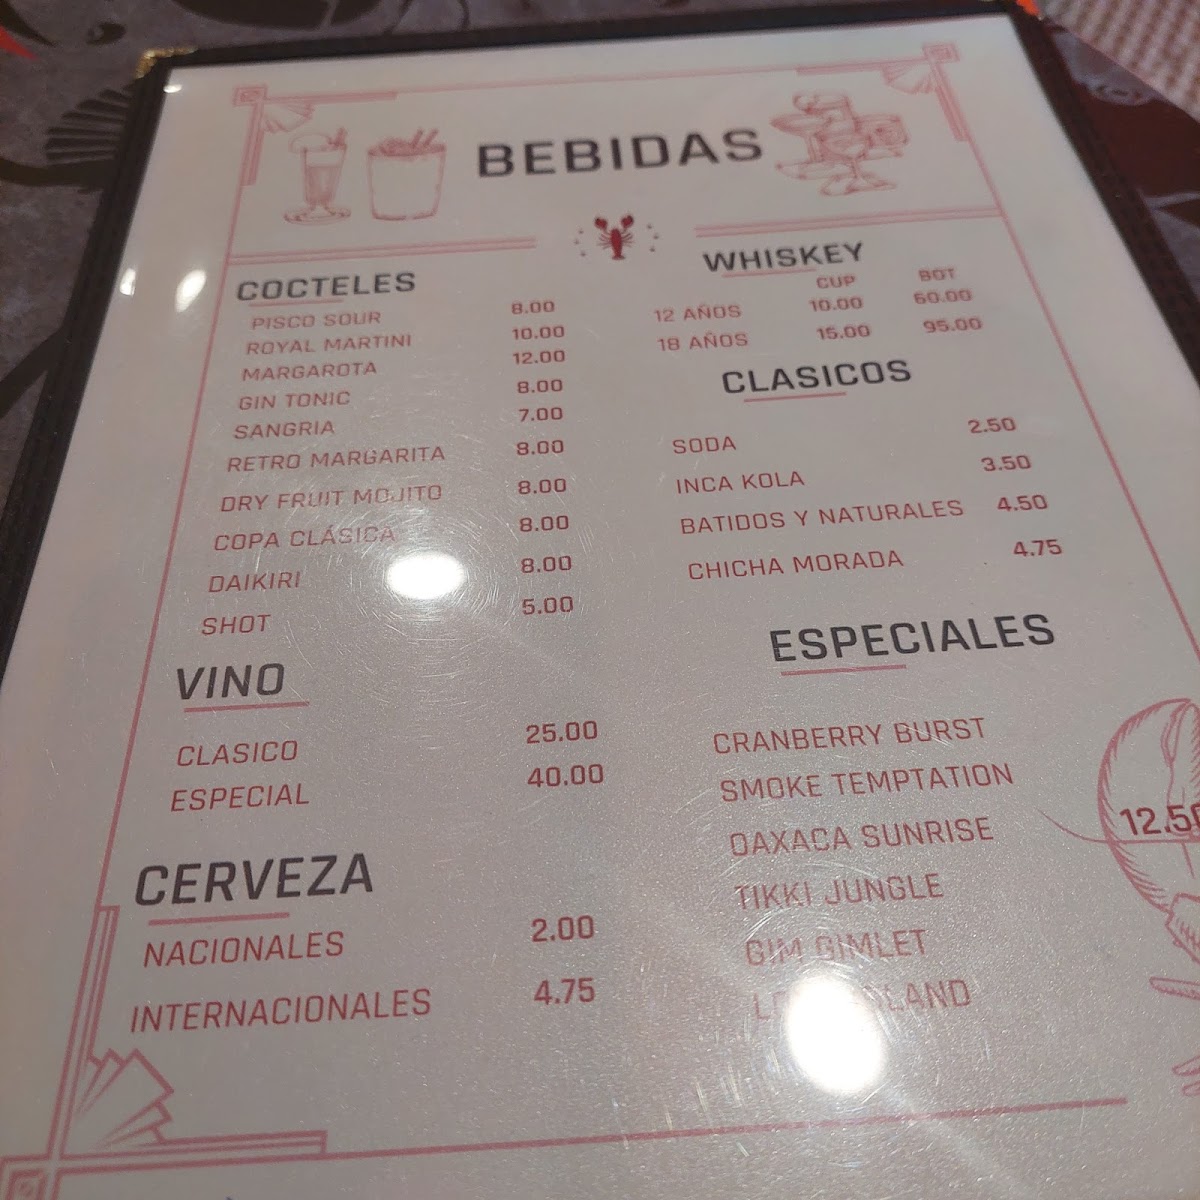 BEBIDAS
COCTELES
PISCO SOUR 8.00
ROYAL MARTINI 10.00
MARGAROTA 12.00
GIN TONIC 8.00
SANGRIA 7.00
RETRO MARGARITA 8.00
DRY FRUIT MOJITO 8.00
COPA CLÁSICA 8.00
DAIKIRI 8.00
SHOT 5.00
VINO
CLASICO 25.00
ESPECIAL 40.00
CERVEZA
NACIONALES 2.00
INTERNACIONALES 4.75
WHISKEY
CUP BOT
12 AÑOS 10.00 60.00
18 AÑOS 15.00 95.00
CLASICOS
SODA 2.50
INCA KOLA 3.50
BATIDOS Y NATURALES 4.50
CHICHA MORADA 4.75
ESPECIALES
CRANBERRY BURST
SMOKE TEMPTATION
OAXACA SUNRISE
12.50
TIKKI JUNGLE
GIM GIMLET